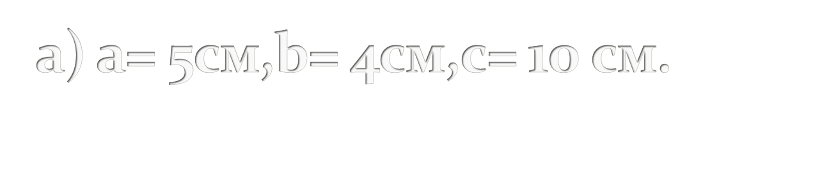 а) а= 5см,b= 4см,с= 10 см.